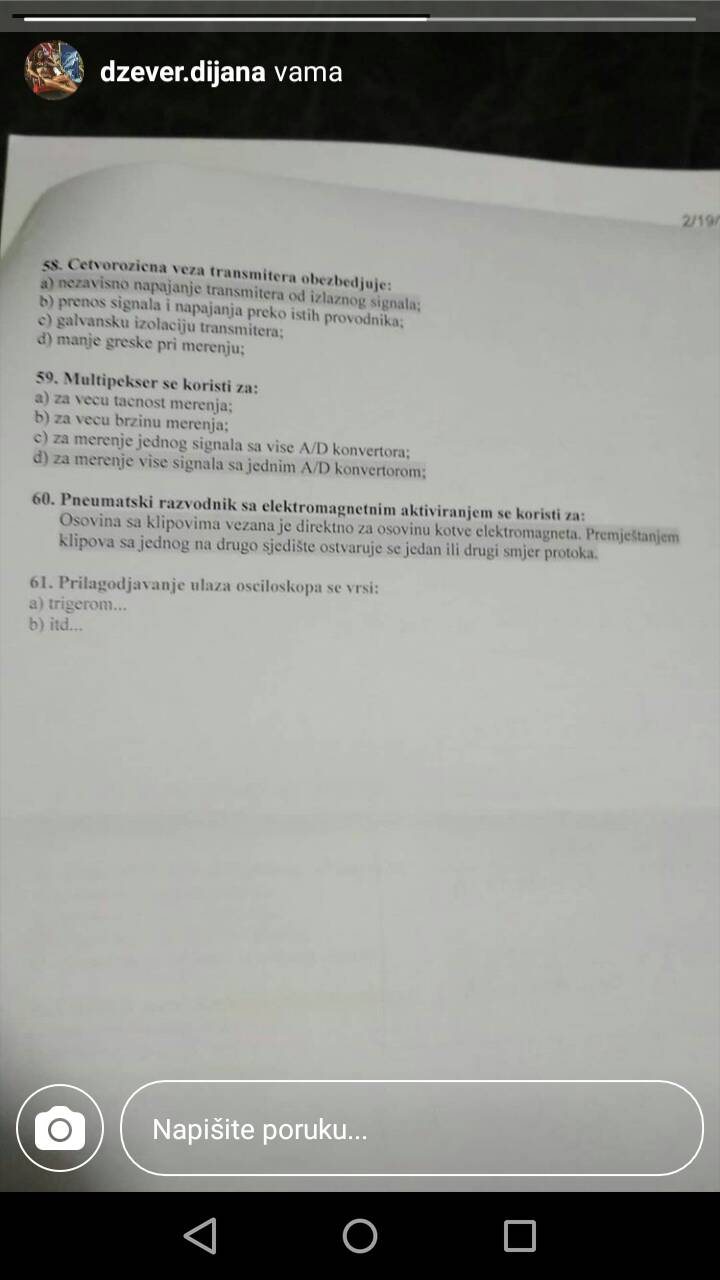 dzever.dijana vama
2/19/
58. Cetvorozicna veza transmitera obezbedjuje:
a) nezavisno napajanje transmitera od izlaznog signala;
b) prenos signala i napajanja preko istih provodnika;
c) galvansku izolaciju transmitera;
d) manje greske pri merenju;
59. Multipekser se koristi za:
a) za vecu tacnost merenja;
b) za vecu brzinu merenja;
c) za merenje jednog signala sa vise A/D konvertora;
d) za merenje vise signala sa jednim A/D konvertorom;
60. Pneumatski razvodnik sa elektromagnetnim aktiviranjem se koristi za:
Osovina sa klipovima vezana je direktno za osovinu kotve elektromagneta. Premještanjem
klipova sa jednog na drugo sjedište ostvaruje se jedan ili drugi smjer protoka.
61. Prilagodjavanje ulaza osciloskopa se vrsi:
a) trigerom...
b) itd...
Napišite poruku...